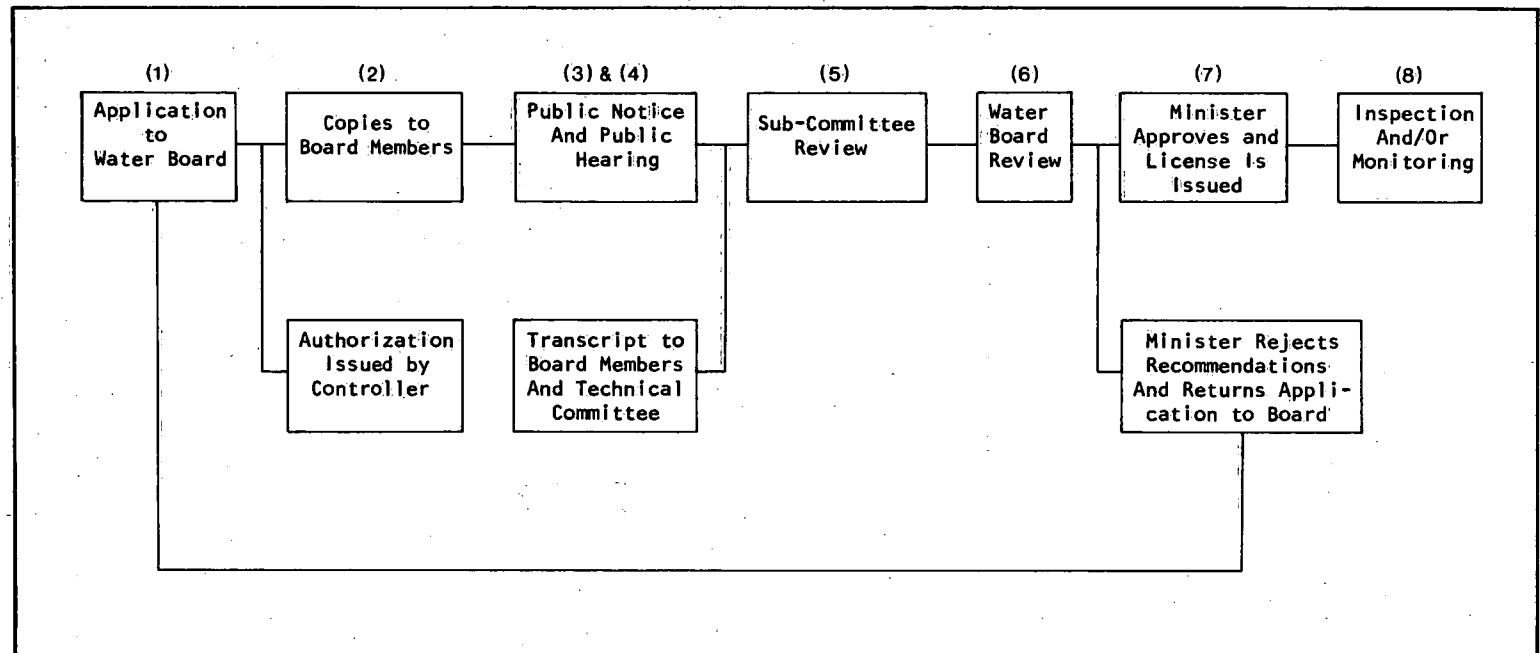 (1)
Application
to
Water Board
(2)
Copies to
Board Members
(3) & (4)
Public Notice
And Public
Hearing
(5)
Sub-Committee
Review
(6)
Water
Board
Review
(7)
Minister
Approves and
License Is
Issued
(8)
Inspection
And/Or
Monitoring
Authorization
Issued by
Controller
Transcript to
Board Members
And Technical
Committee
Minister Rejects
Recommendations
And Returns Appli-
cation to Board